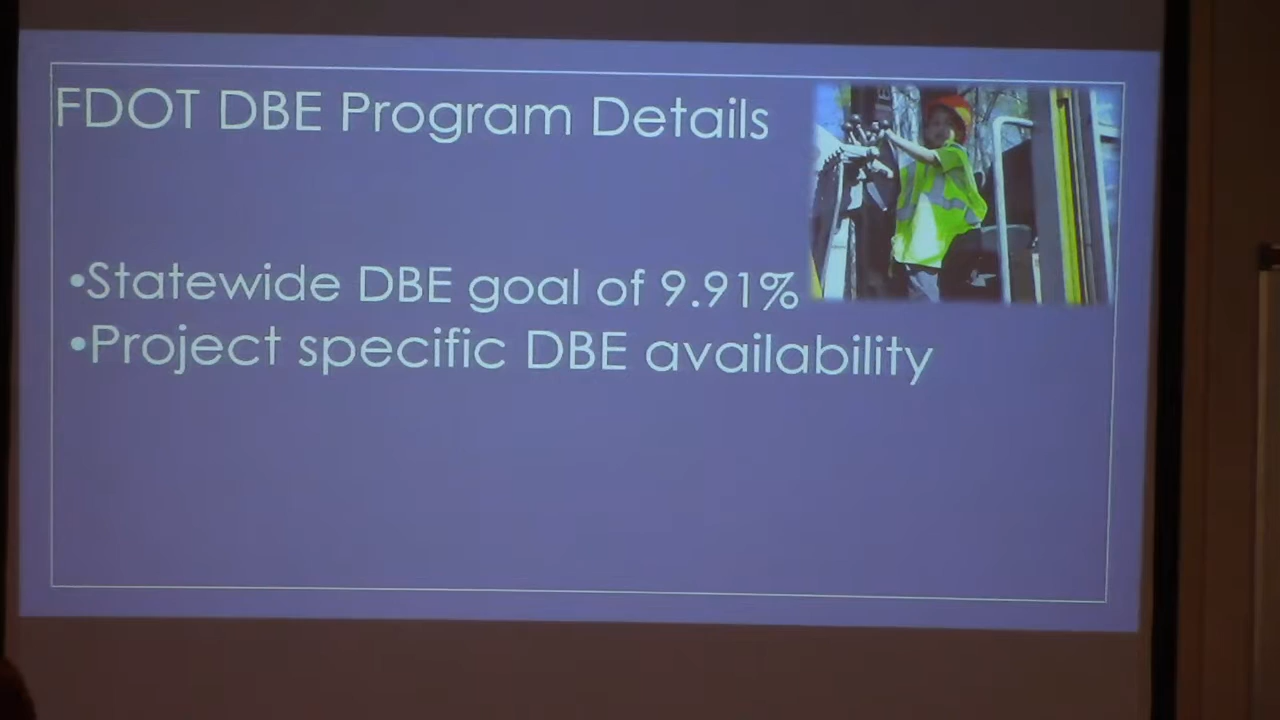 FDOT DBE Program Details
•Statewide DBE goal of 9.91%
•Project specific DBE availability